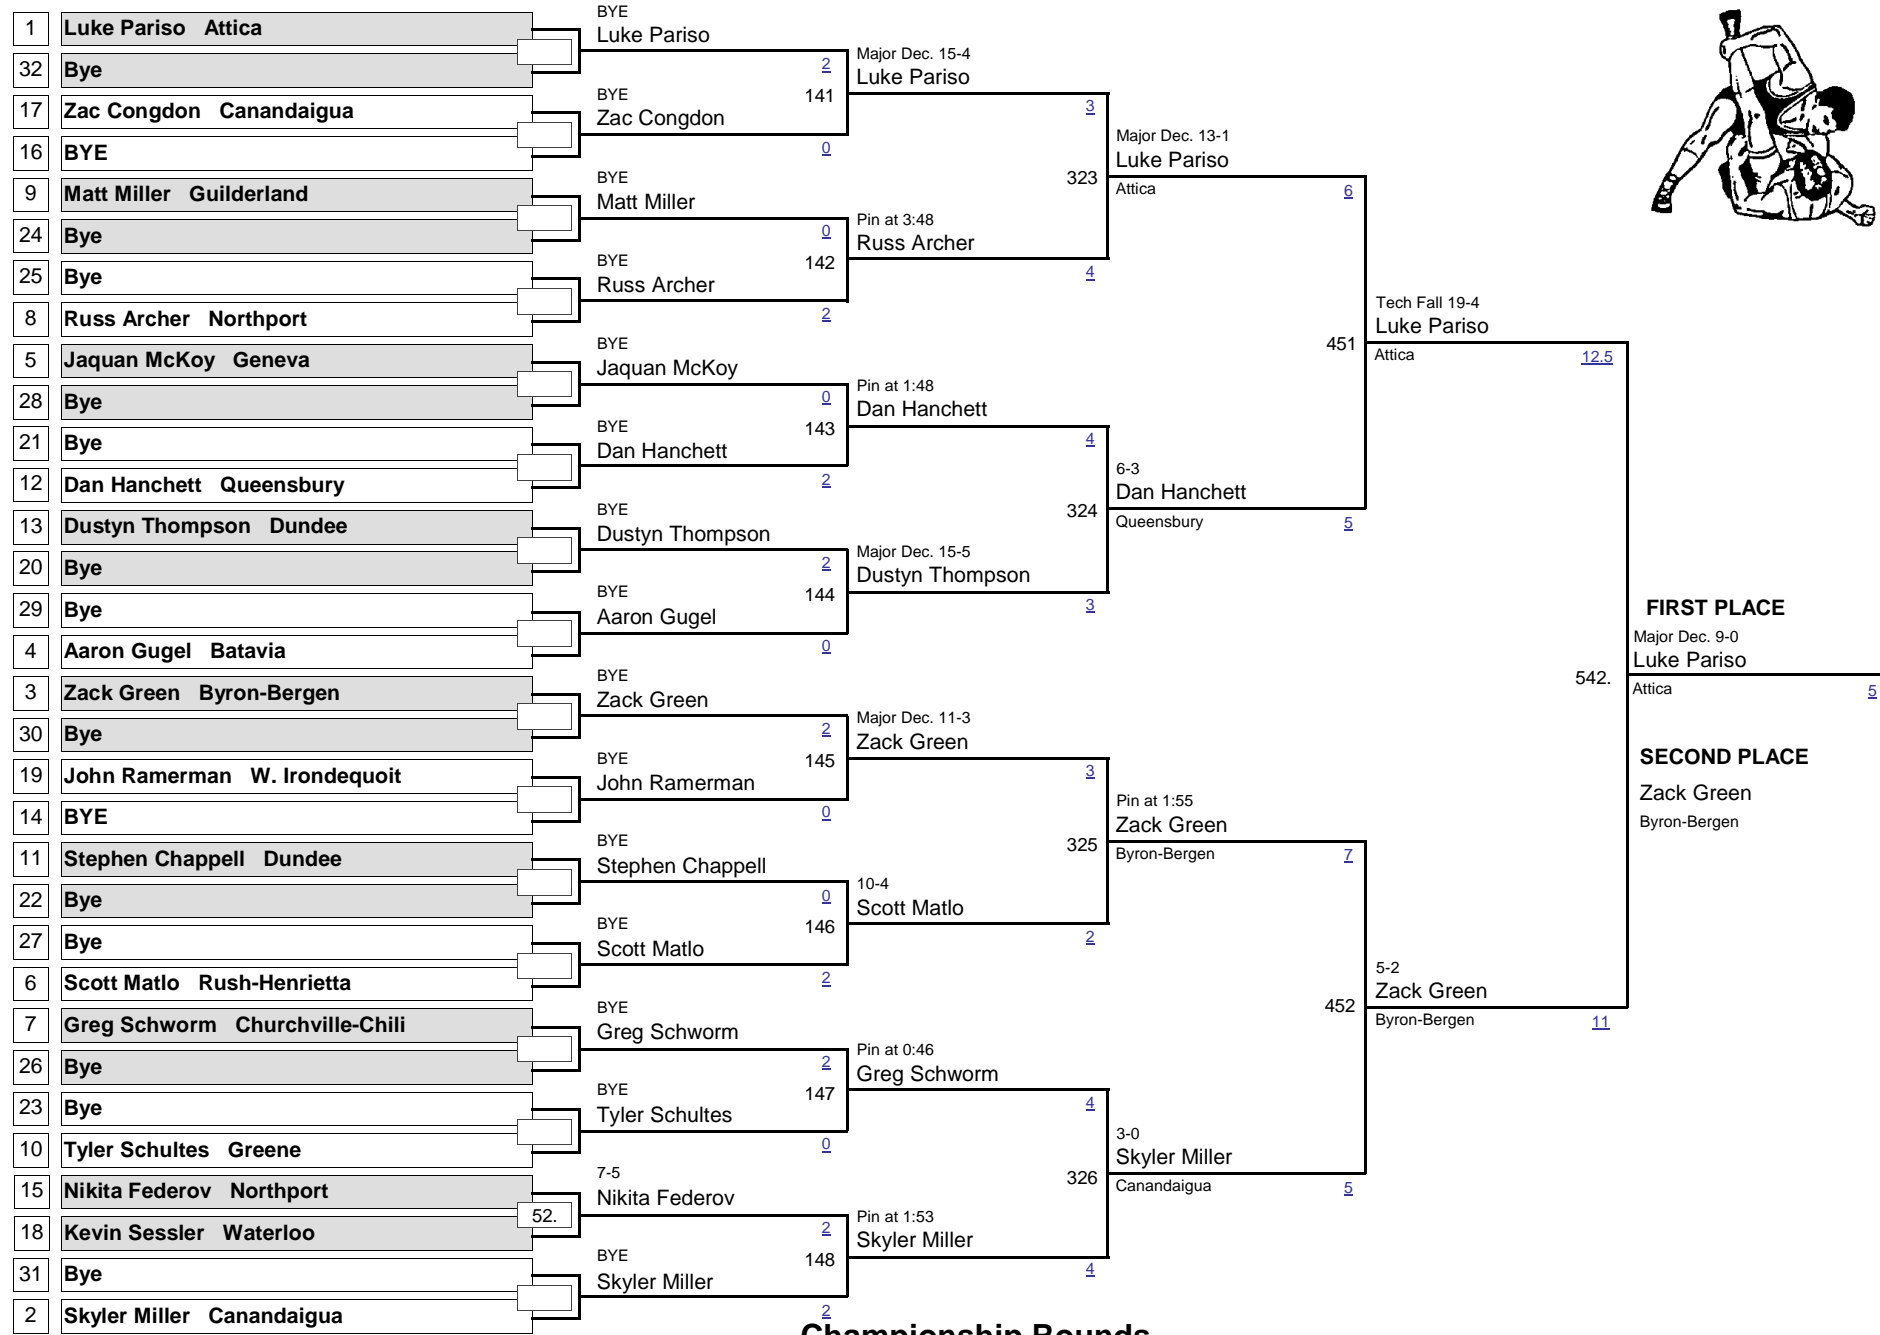 1 Luke Pariso Attica
32 Bye
17 Zac Congdon Canandaigua
16 BYE
9 Matt Miller Guilderland
24 Bye
25 Bye
8 Russ Archer Northport
5 Jaquan McKoy Geneva
28 Bye
21 Bye
12 Dan Hanchett Queensbury
13 Dustyn Thompson Dundee
20 Bye
29 Bye
4 Aaron Gugel Batavia
3 Zack Green Byron-Bergen
30 Bye
19 John Ramerman W. Irondequoit
14 BYE
11 Stephen Chappell Dundee
22 Bye
27 Bye
6 Scott Matlo Rush-Henrietta
7 Greg Schworm Churchville-Chili
26 Bye
23 Bye
10 Tyler Schultes Greene
15 Nikita Federov Northport
52.
18 Kevin Sessler Waterloo
31 Bye
2 Skyler Miller Canandaigua
BYE
Luke Pariso
2
141
BYE
Zac Congdon
0
BYE
Matt Miller
0
142
BYE
Russ Archer
2
BYE
Jaquan McKoy
0
143
BYE
Dan Hanchett
2
BYE
Dustyn Thompson
2
144
BYE
Aaron Gugel
0
BYE
Zack Green
2
145
BYE
John Ramerman
0
BYE
Stephen Chappell
0
146
BYE
Scott Matlo
2
BYE
Greg Schworm
2
147
BYE
Tyler Schultes
0
7-5
Nikita Federov
2
148
BYE
Skyler Miller
2
Major Dec. 15-4
Luke Pariso
3
323
Pin at 3:48
Russ Archer
4
Pin at 1:48
Dan Hanchett
4
324
Major Dec. 15-5
Dustyn Thompson
3
Major Dec. 11-3
Zack Green
3
325
10-4
Scott Matlo
2
Pin at 0:46
Greg Schworm
4
326
Pin at 1:53
Skyler Miller
4
Major Dec. 13-1
Luke Pariso
Attica 6
451
6-3
Dan Hanchett
Queensbury 5
Pin at 1:55
Zack Green
Byron-Bergen 7
452
3-0
Skyler Miller
Canandaigua 5
Tech Fall 19-4
Luke Pariso
Attica 12.5
542.
5-2
Zack Green
Byron-Bergen 11
FIRST PLACE
Major Dec. 9-0
Luke Pariso
Attica 5
SECOND PLACE
Zack Green
Byron-Bergen
Championship Rounds